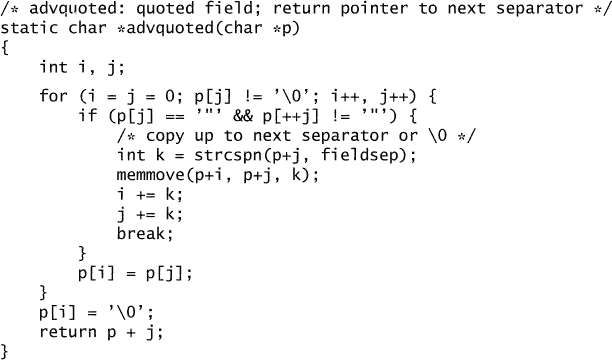 /* advquoted: quoted field; return pointer to next separator */
static char *advquoted(char *p)
{
    int i, j;
    for (i = j = 0; p[j] != '\0'; i++, j++) {
        if (p[j] == '"' && p[++j] != '"') {
            /* copy up to next separator or \0 */
            int k = strcspn(p+j, fieldsep);
            memmove(p+i, p+j, k);
            i += k;
            j += k;
            break;
        }
        p[i] = p[j];
    }
    p[i] = '\0';
    return p + j;
}